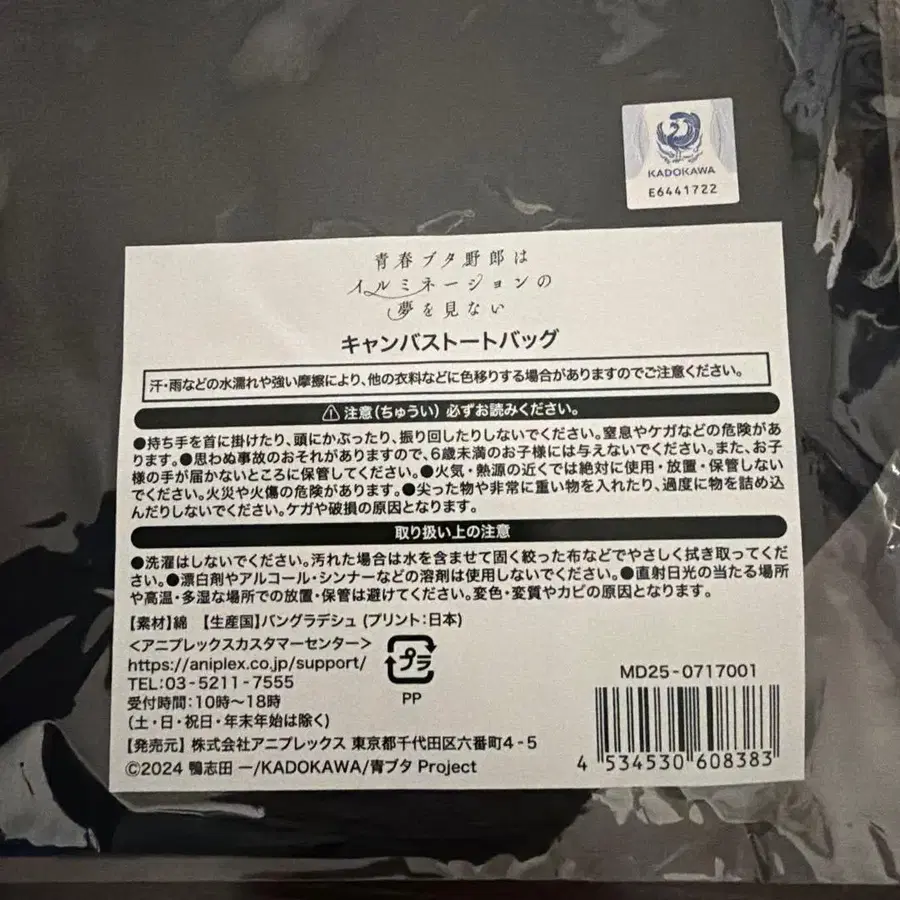 KADOKAWA
E6441722
青春ブタ野郎は
イルミネーションの
夢を見ない
キャンバストートバッグ
汗・雨などの水濡れや強い摩擦により、他の衣料などに色移りする場合がありますのでご注意ください。
⚠注意(ちゅうい) 必ずお読みください。
●持ち手を首に掛けたり、頭にかぶったり、振り回したりしないでください。窒息やケガなどの危険があ
ります。●思わぬ事故のおそれがありますので、6歳未満のお子様には与えないでください。また、お子
様の手が届かないところに保管してください。●火気・熱源の近くでは絶対に使用・放置・保管しない
でください。火災や火傷の危険があります。●尖った物や非常に重い物を入れたり、過度に物を詰め込
んだりしないでください。ケガや破損の原因となります。
取り扱い上の注意
●洗濯はしないでください。汚れた場合は水を含ませて固く絞った布などでやさしく拭き取ってくだ
さい。●漂白剤やアルコール・シンナーなどの溶剤は使用しないでください。●直射日光の当たる場所
や高温・多湿な場所での放置・保管は避けてください。変色・変質やカビの原因となります。
【素材】綿 【生産国】バングラデシュ (プリント:日本)
<アニプレックスカスタマーセンター>
https://aniplex.co.jp/support/
TEL:03-5211-7555
受付時間:10時~18時
(土・日・祝日・年末年始は除く)
プラ
PP
【発売元】 株式会社アニプレックス 東京都千代田区六番町4-5
©2024 鴨志田 一/KADOKAWA/青ブタ Project
MD25-0717001
4 534530 608383